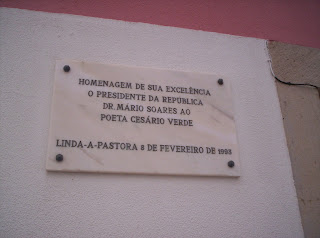 HOMENAGEM DE SUA EXCELÊNCIA
O PRESIDENTE DA REPÚBLICA
DR. MÁRIO SOARES AO
POETA CESÁRIO VERDE
LINDA-A-PASTORA 8 DE FEVEREIRO DE 1993